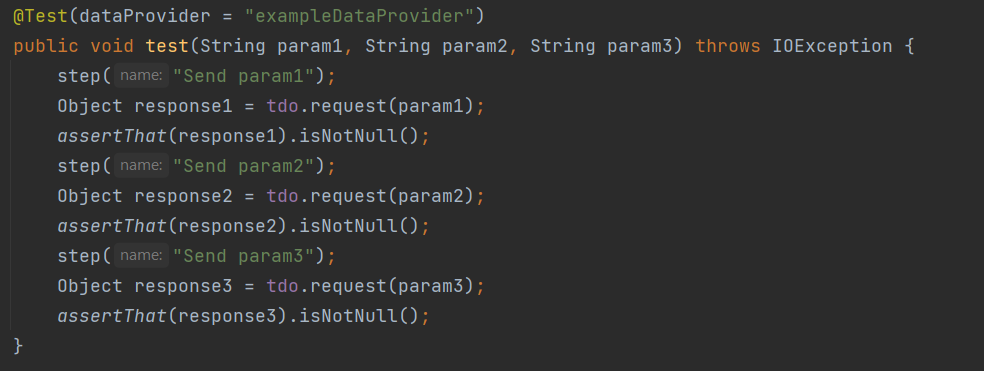 @Test(dataProvider = "exampleDataProvider")
public void test(String param1, String param2, String param3) throws IOException {
step( name: "Send param1");
Object response1 = tdo.request(param1);
assertThat(response1).isNotNull();
step( name: "Send param2");
Object response2 = tdo.request(param2);
assertThat(response2).isNotNull();
step( name: "Send param3");
Object response3 = tdo.request(param3);
assertThat(response3).isNotNull();
}